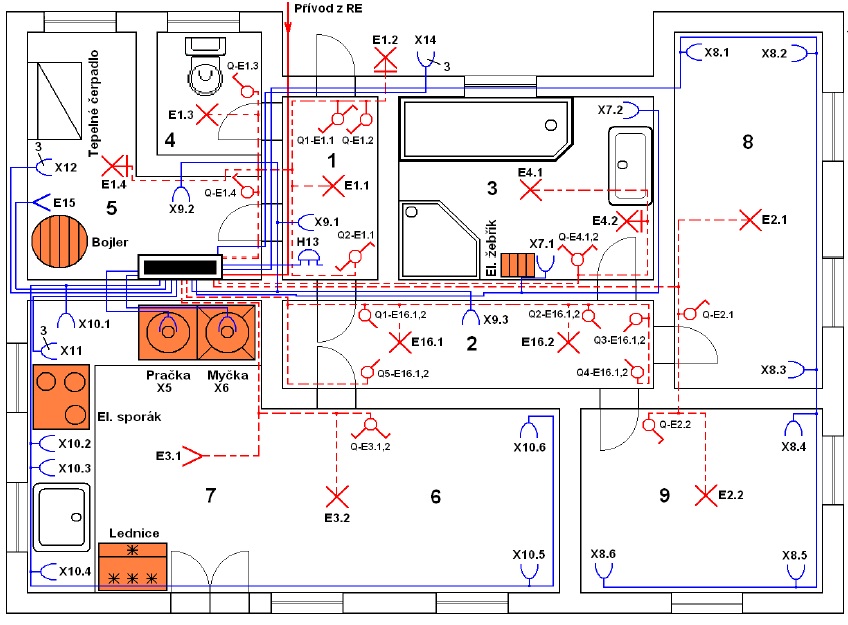 Přívod z RE
E1.2
X14
3
X8.1
X8.2
Q-E1.3
E1.3
4
Tepelné čerpadlo
Q1-E1.1
Q-E1.2
X7.2
8
3
X12
E1.4
Q-E1.4
1
E1.1
3
E4.1
E15
5
X9.2
X9.1
E4.2
E2.1
Bojler
H13
Q2-E1.1
El. žebřík
X7.1
Q-E4.1,2
X10.1
Q1-E16.1,2
X9.3
Q2-E16.1,2
Q-E2.1
3
X11
E16.1
2
E16.2
Q3-E16.1,2
Pračka
X5
Myčka
X6
Q5-E16.1,2
Q4-E16.1,2
X8.3
El. sporák
X10.2
Q-E3.1,2
X10.6
Q-E2.2
X8.4
E3.1
X10.3
7
E3.2
6
9
E2.2
Lednice
X10.4
X10.5
X8.6
X8.5